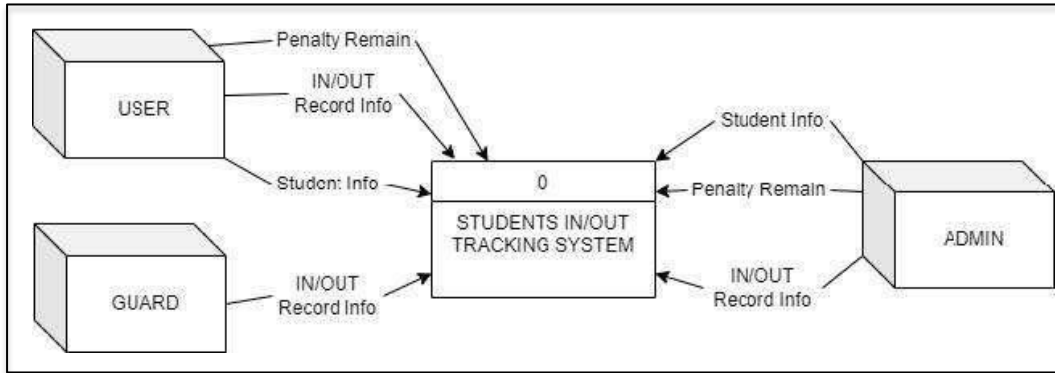 Penalty Remain
USER
IN/OUT
Record Info
Student Info
GUARD
IN/OUT
Record Info
0
STUDENTS IN/OUT
TRACKING SYSTEM
Student Info
Penalty Remain
IN/OUT
Record Info
ADMIN